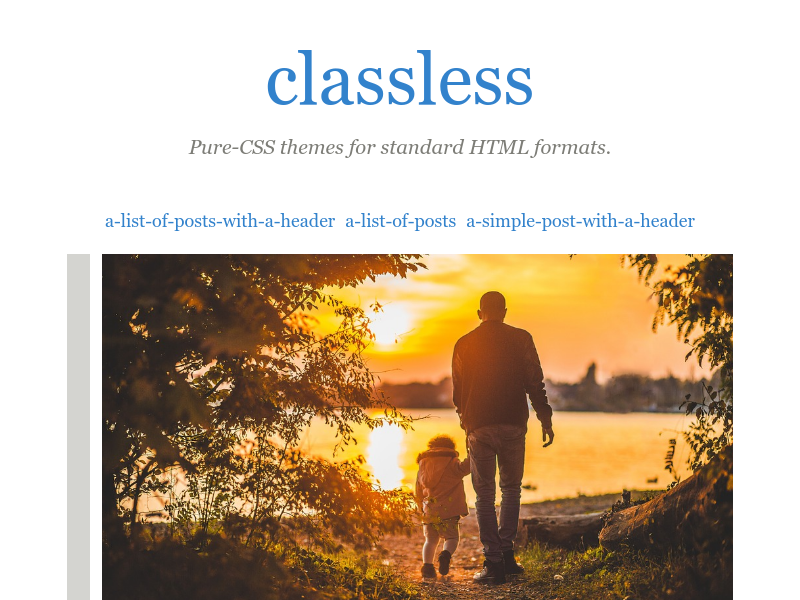 classless
Pure-CSS themes for standard HTML formats.
a-list-of-posts-with-a-header a-list-of-posts a-simple-post-with-a-header